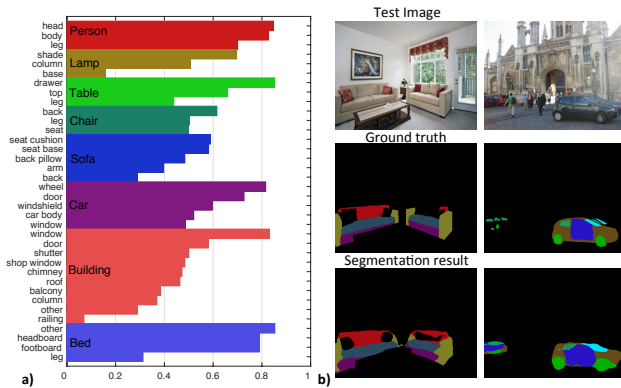 head
body
leg
Person
shade
column
base
Lamp
drawer
top
leg
Table
back
leg
seat
Chair
seat cushion
seat base
back pillow
arm
back
Sofa
wheel
door
windshield
car body
window
Car
window
door
shutter
shop window
chimney
roof
balcony
column
other
railing
Building
other
headboard
footboard
leg
Bed
a)
0
0.2
0.4
0.6
0.8
1
b)
Test Image
Ground truth
Segmentation result